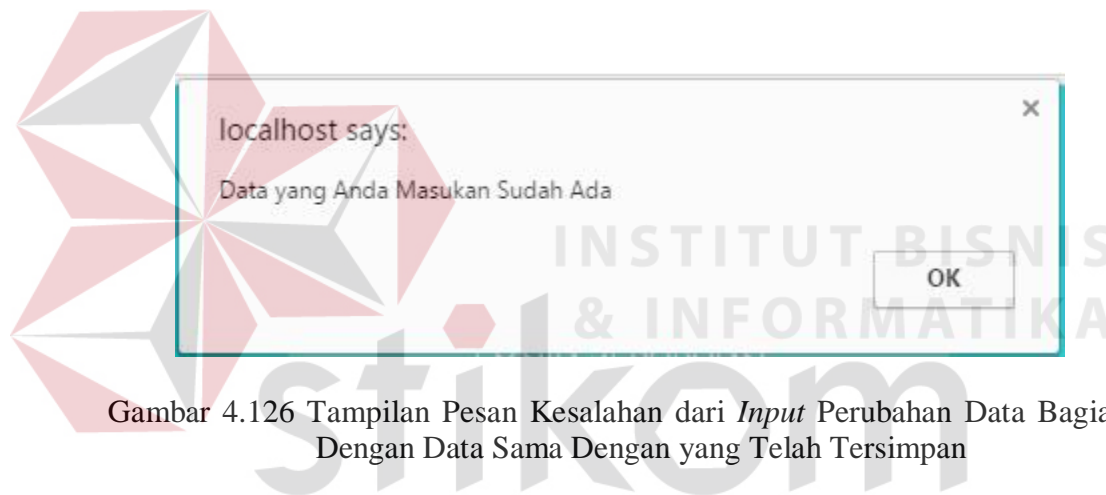 localhost says:
×
Data yang Anda Masukan Sudah Ada
INSTITUT BISNIS
OK
& INFORMATIKA
stikom
Gambar 4.126 Tampilan Pesan Kesalahan dari Input Perubahan Data Bagia
Dengan Data Sama Dengan yang Telah Tersimpan